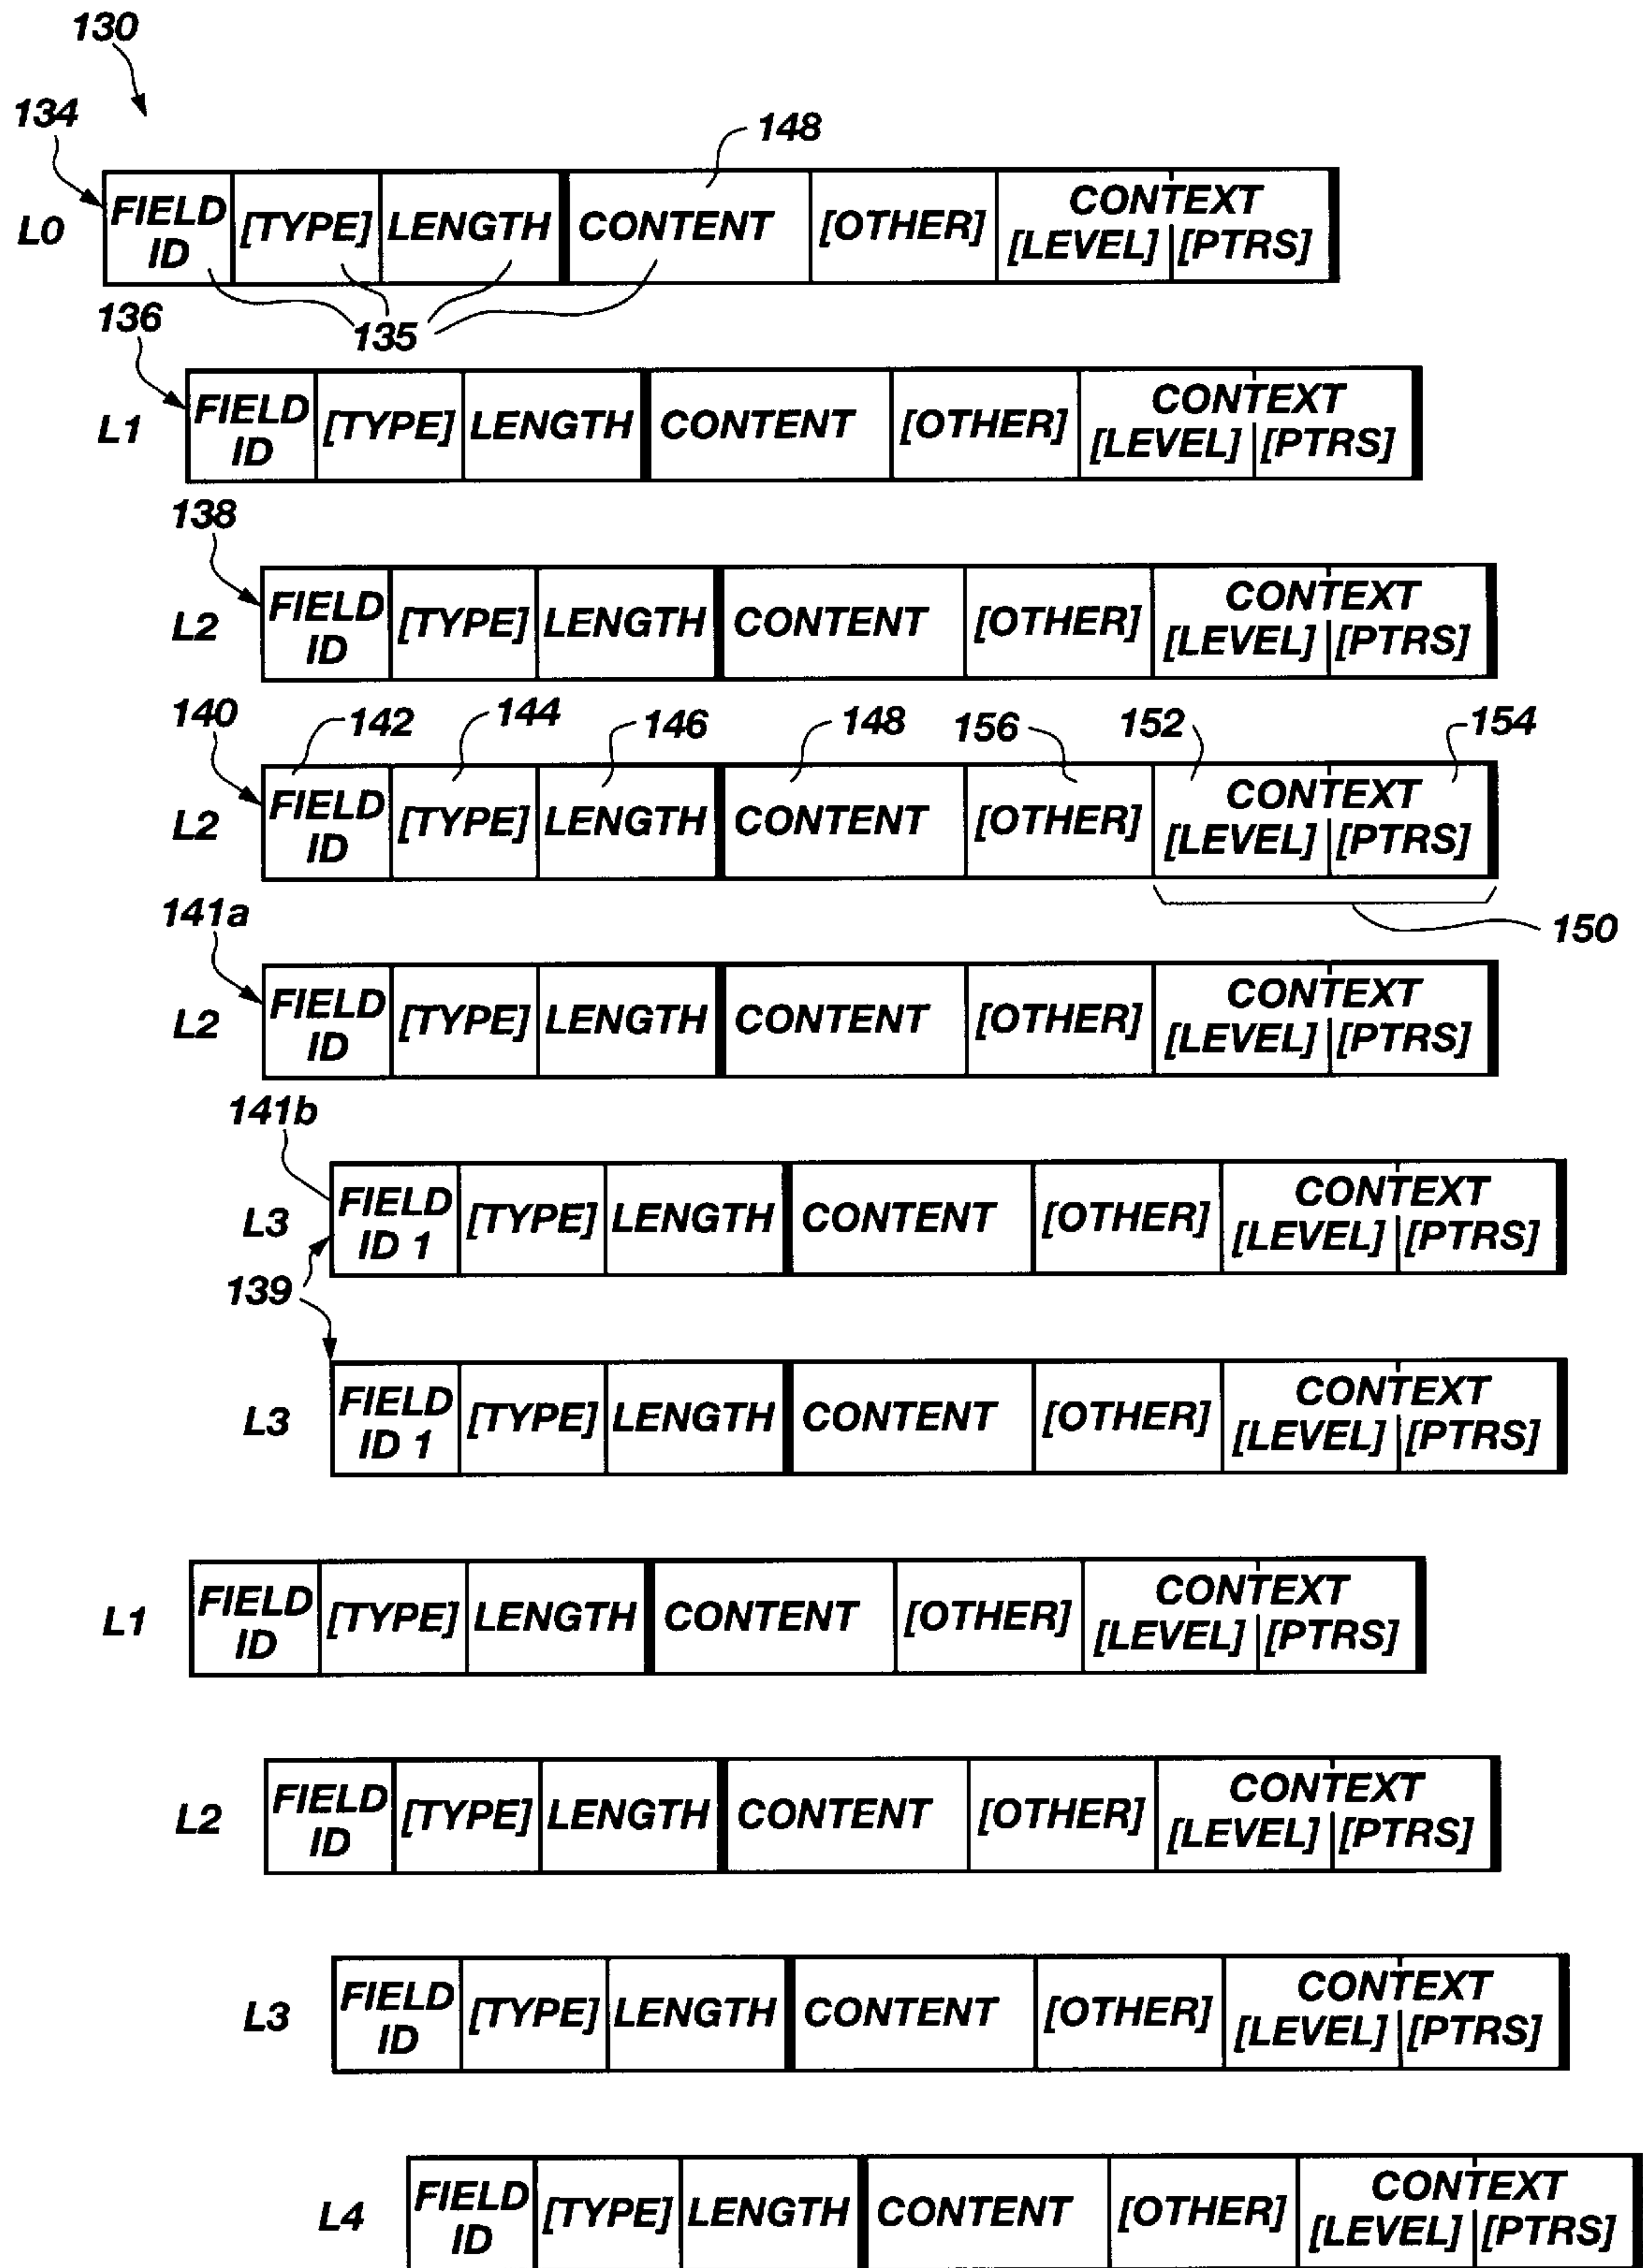 130
134
148
L0 FIELD ID [TYPE] LENGTH CONTENT [OTHER] CONTEXT [LEVEL] [PTRS]
135
136
L1 FIELD ID [TYPE] LENGTH CONTENT [OTHER] CONTEXT [LEVEL] [PTRS]
138
L2 FIELD ID [TYPE] LENGTH CONTENT [OTHER] CONTEXT [LEVEL] [PTRS]
140 142 144 146 148 156 152 154
L2 FIELD ID [TYPE] LENGTH CONTENT [OTHER] CONTEXT [LEVEL] [PTRS]
141a
150
L2 FIELD ID [TYPE] LENGTH CONTENT [OTHER] CONTEXT [LEVEL] [PTRS]
141b
L3 FIELD ID 1 [TYPE] LENGTH CONTENT [OTHER] CONTEXT [LEVEL] [PTRS]
139
L3 FIELD ID 1 [TYPE] LENGTH CONTENT [OTHER] CONTEXT [LEVEL] [PTRS]
L1 FIELD ID [TYPE] LENGTH CONTENT [OTHER] CONTEXT [LEVEL] [PTRS]
L2 FIELD ID [TYPE] LENGTH CONTENT [OTHER] CONTEXT [LEVEL] [PTRS]
L3 FIELD ID [TYPE] LENGTH CONTENT [OTHER] CONTEXT [LEVEL] [PTRS]
L4 FIELD ID [TYPE] LENGTH CONTENT [OTHER] CONTEXT [LEVEL] [PTRS]